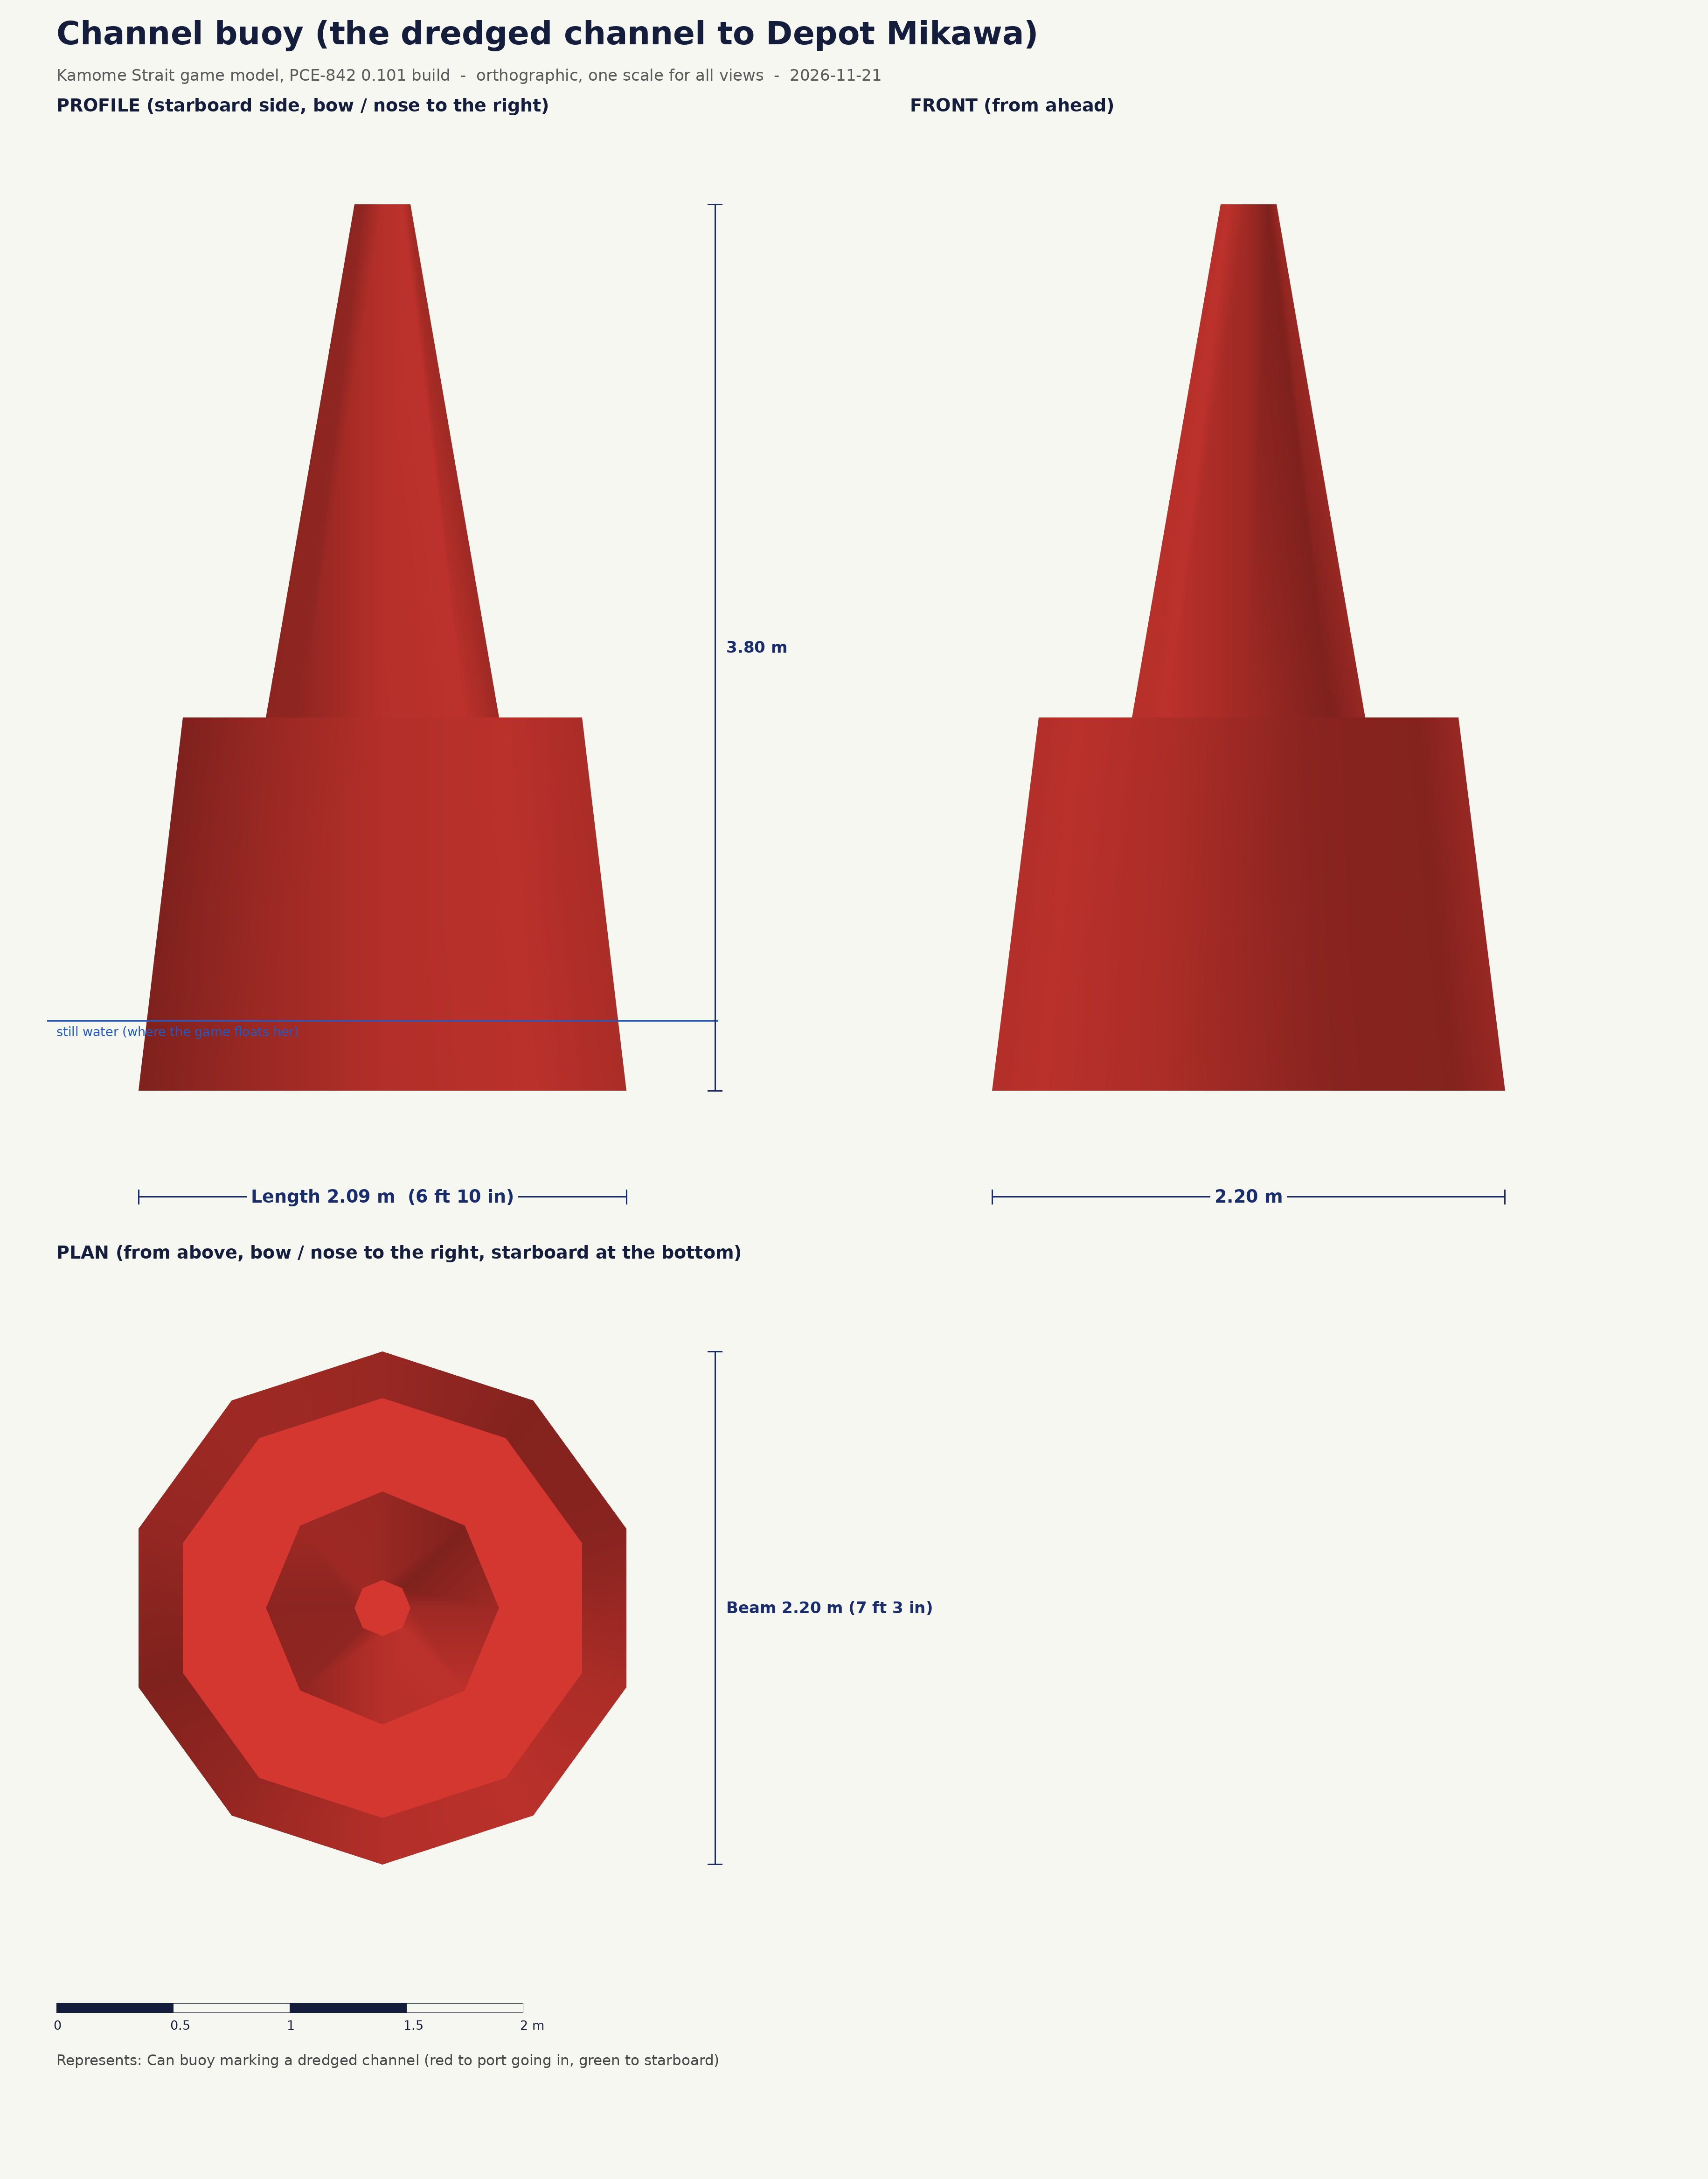 Channel buoy (the dredged channel to Depot Mikawa)
Kamome Strait game model, PCE-842 0.101 build - orthographic, one scale for all views - 2026-11-21
PROFILE (starboard side, bow / nose to the right)
FRONT (from ahead)
3.80 m
still water (where the game floats her)
Length 2.09 m (6 ft 10 in)
2.20 m
PLAN (from above, bow / nose to the right, starboard at the bottom)
Beam 2.20 m (7 ft 3 in)
0 0.5 1 1.5 2 m
Represents: Can buoy marking a dredged channel (red to port going in, green to starboard)